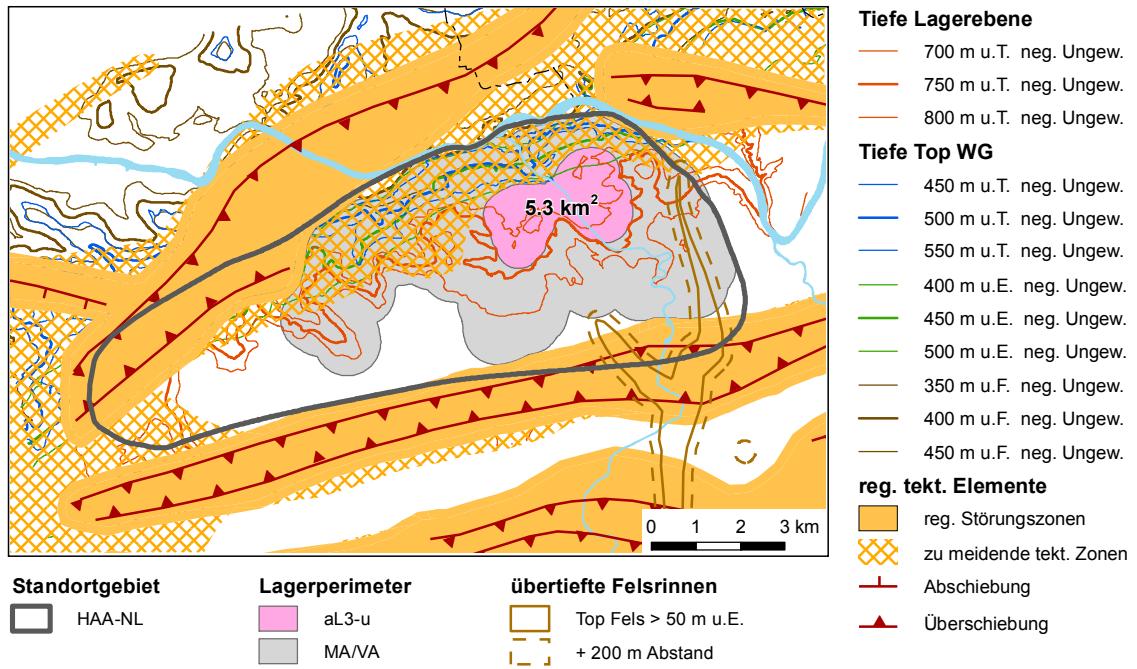 5.3 km²
0 1 2 3 km
Tiefe Lagerebene
700 m u.T. neg. Ungew.
750 m u.T. neg. Ungew.
800 m u.T. neg. Ungew.
Tiefe Top WG
450 m u.T. neg. Ungew.
500 m u.T. neg. Ungew.
550 m u.T. neg. Ungew.
400 m u.E. neg. Ungew.
450 m u.E. neg. Ungew.
500 m u.E. neg. Ungew.
350 m u.F. neg. Ungew.
400 m u.F. neg. Ungew.
450 m u.F. neg. Ungew.
reg. tekt. Elemente
reg. Störungszonen
zu meidende tekt. Zonen
Abschiebung
Überschiebung
Standortgebiet
HAA-NL
Lagerperimeter
aL3-u
MA/VA
übertiefte Felsrinnen
Top Fels > 50 m u.E.
+ 200 m Abstand